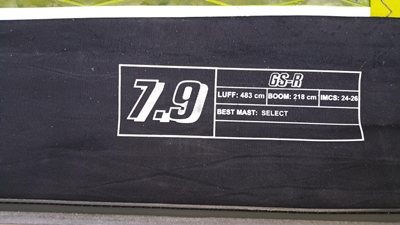 7.9
GS-R
LUFF: 483 cm BOOM: 218 cm IMCS: 24-26
BEST MAST: SELECT